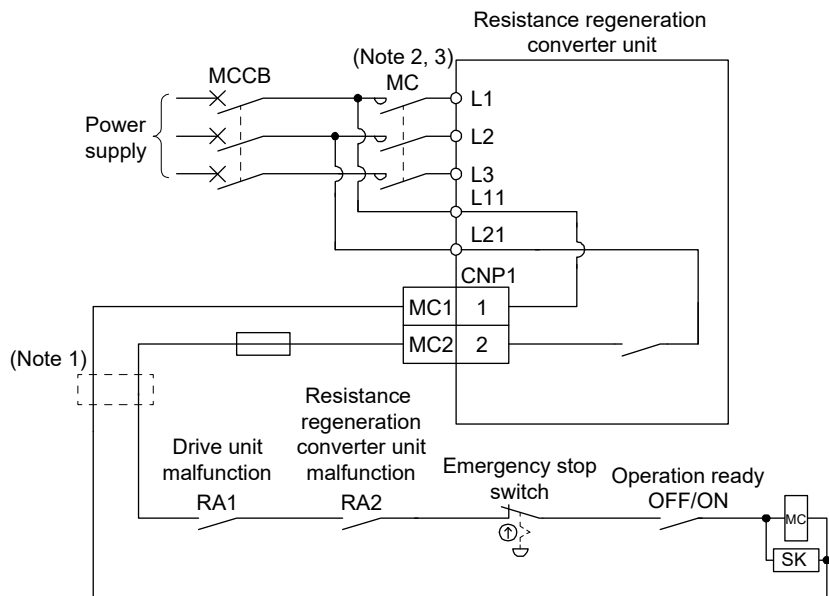 Resistance regeneration
converter unit
(Note 2, 3)
MCCB
MC
L1
Power
supply
L2
L3
L11
L21
CNP1
MC1
1
MC2
2
(Note 1)
Resistance
regeneration
converter unit
malfunction
Drive unit
malfunction
Emergency stop
switch
Operation ready
OFF/ON
RA1
RA2
MC
SK